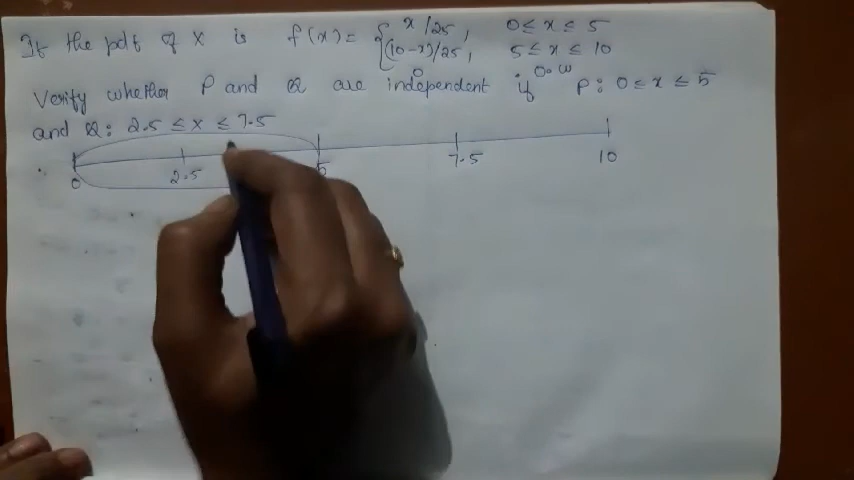 If the pdf of X is f(x) = { x/25, 0 ≤ x ≤ 5
(10-x)/25, 5 ≤ x ≤ 10
0 o.w
Verify whether P and Q are independent if P: 0 ≤ x ≤ 5
and Q: 2.5 ≤ x ≤ 7.5
0 2.5 5 7.5 10